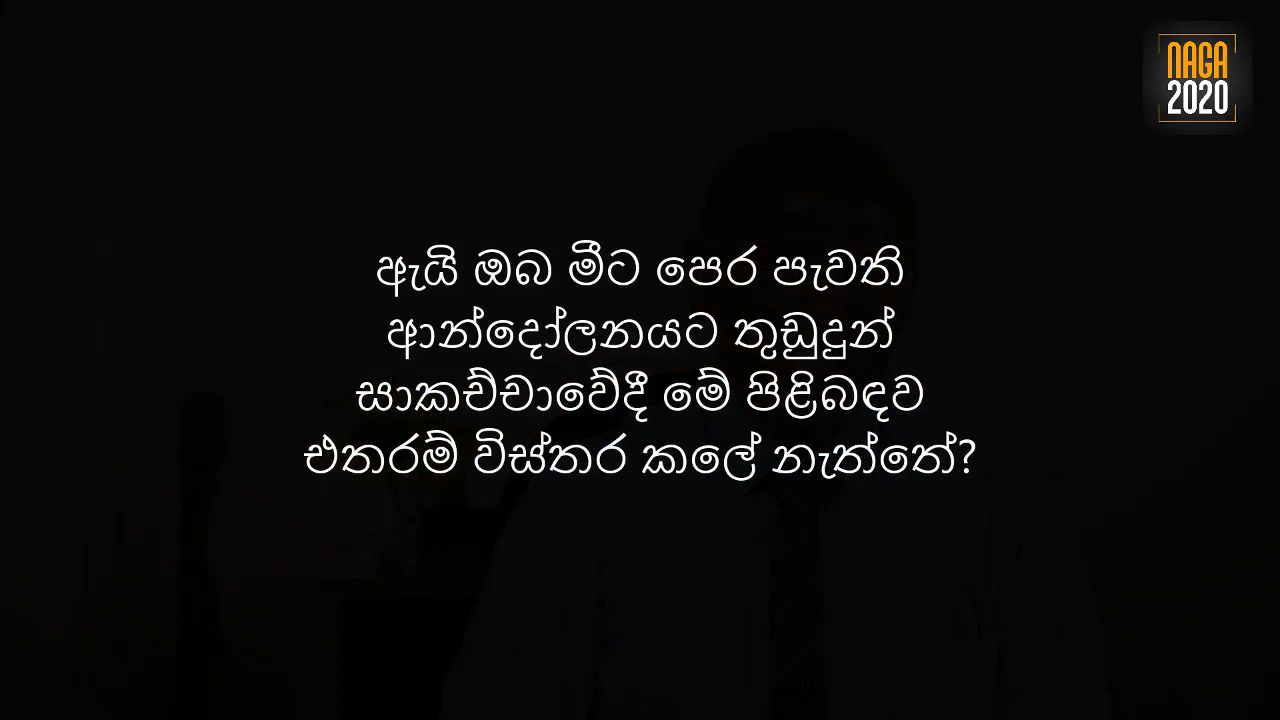 NAGA
2020
ඇයි ඔබ මීට පෙර පැවති
ආන්දෝලනයට තුඩුදුන්
සාකච්චාවේදී මේ පිළිබඳව
එතරම් විස්තර කලේ නැත්තේ?